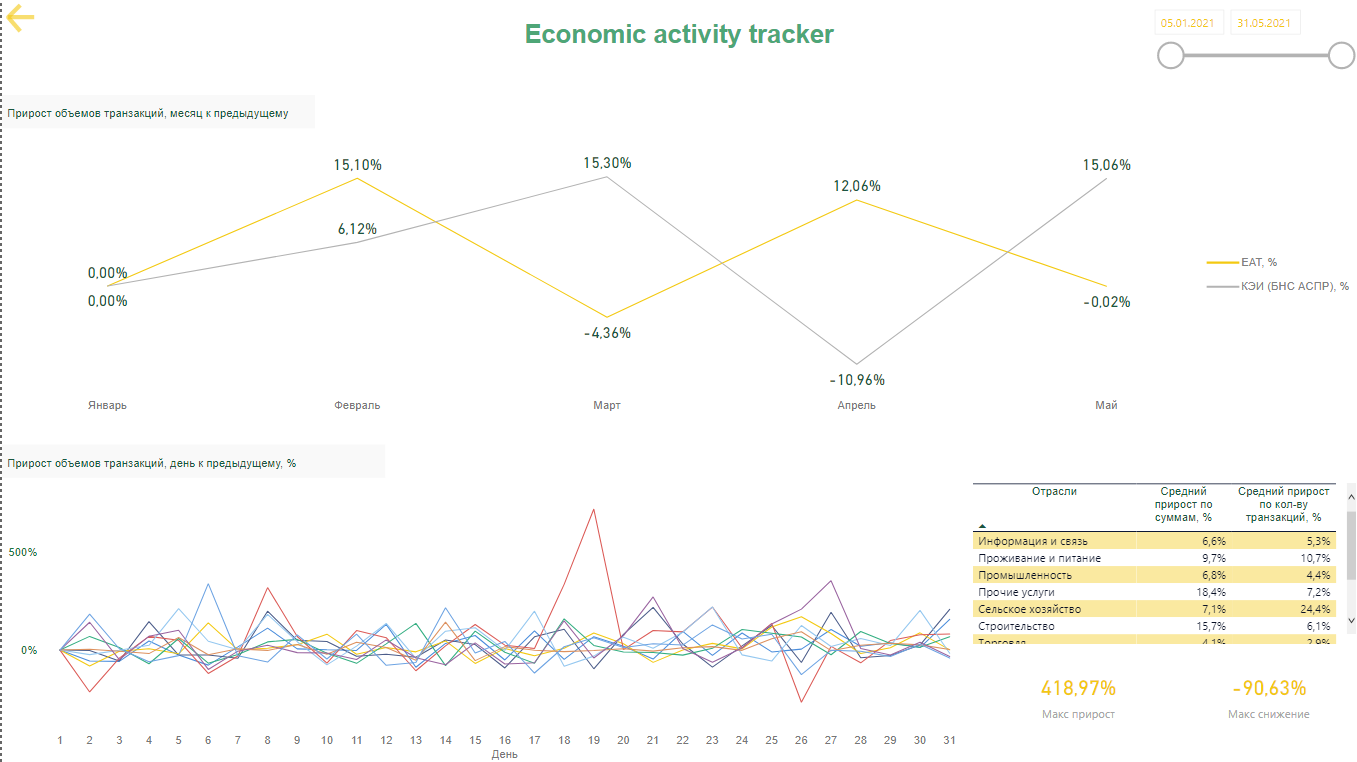 Economic activity tracker
05.01.2021 31.05.2021
Прирост объемов транзакций, месяц к предыдущему
15,10%
15,30%
15,06%
12,06%
6,12%
0,00%
0,00%
-0,02%
-4,36%
-10,96%
EAT, %
КЭИ (БНС АСПР), %
Январь Февраль Март Апрель Май
Прирост объемов транзакций, день к предыдущему, %
500%
0%
1 2 3 4 5 6 7 8 9 10 11 12 13 14 15 16 17 18 19 20 21 22 23 24 25 26 27 28 29 30 31
День
Отрасли Средний прирост по суммам, % Средний прирост по кол-ву транзакций, %
Информация и связь 6,6% 5,3%
Проживание и питание 9,7% 10,7%
Промышленность 6,8% 4,4%
Прочие услуги 18,4% 7,2%
Сельское хозяйство 7,1% 24,4%
Строительство 15,7% 6,1%
Торговля 4,1% 2,9%
418,97% -90,63%
Макс прирост Макс снижение